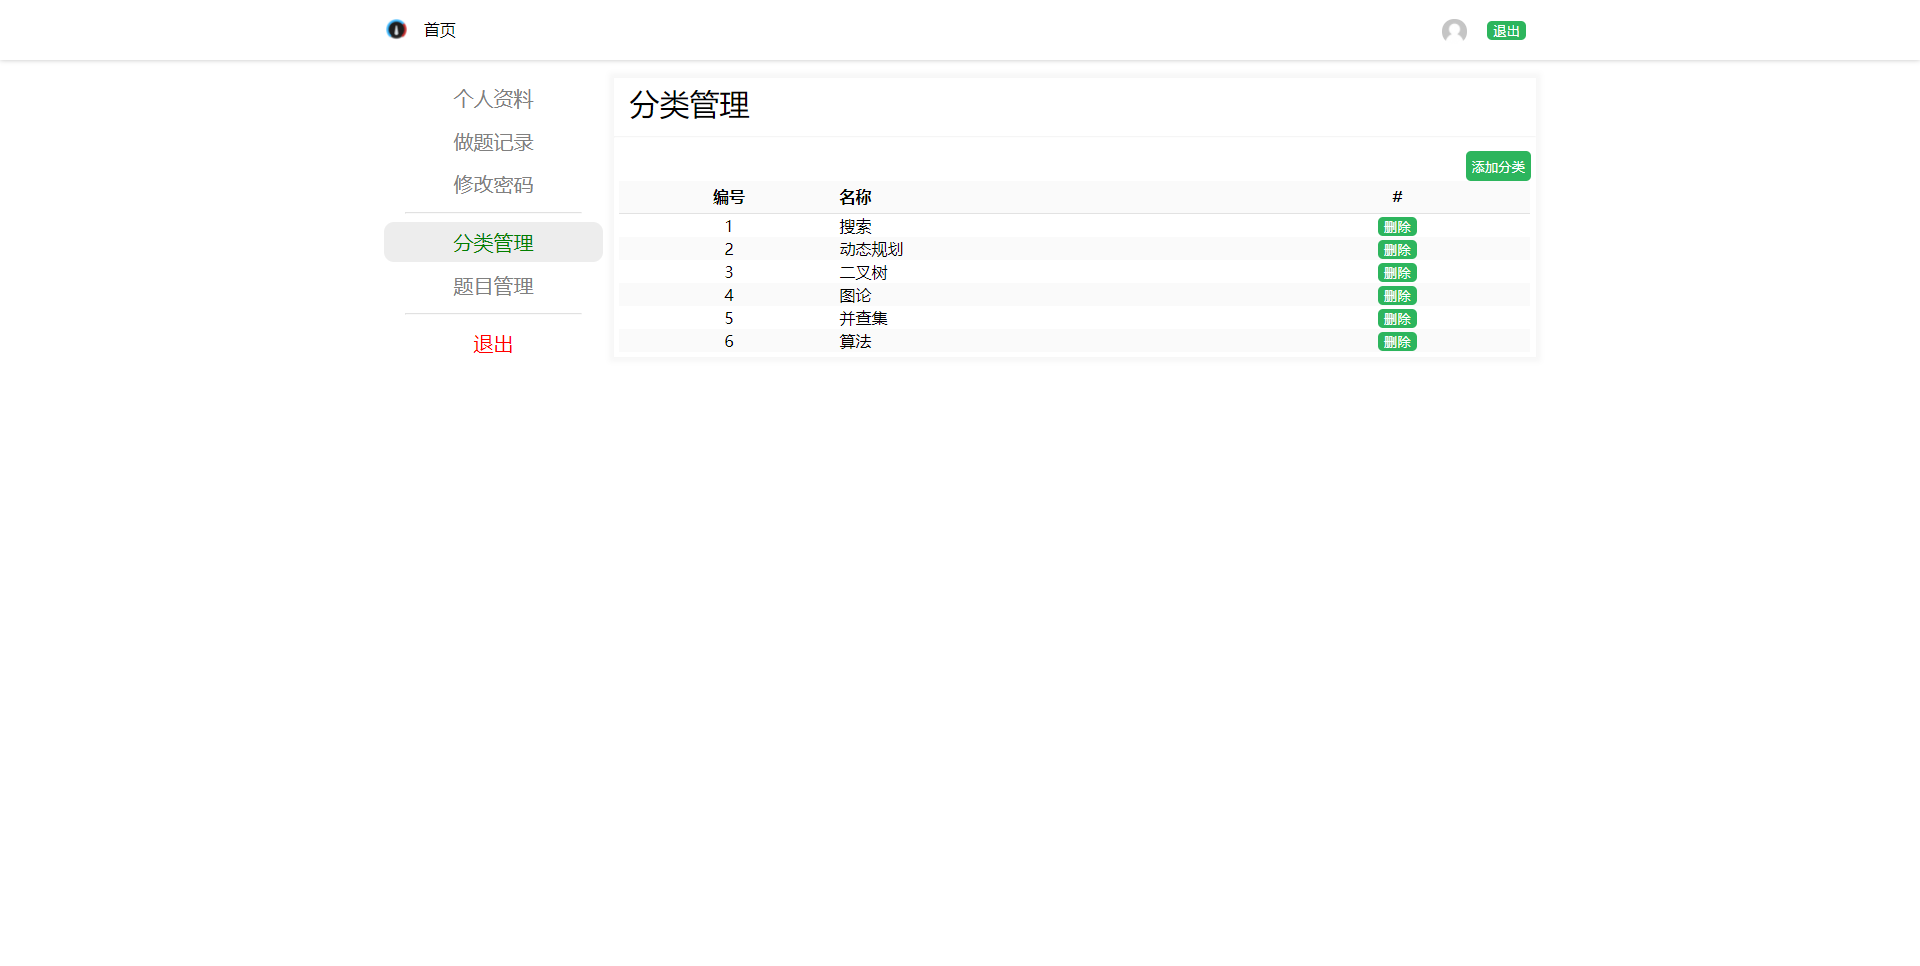 首页 退出
个人资料
做题记录
修改密码
分类管理
题目管理
退出
分类管理
添加分类
编号 名称 #
1 搜索 删除
2 动态规划 删除
3 二叉树 删除
4 图论 删除
5 并查集 删除
6 算法 删除